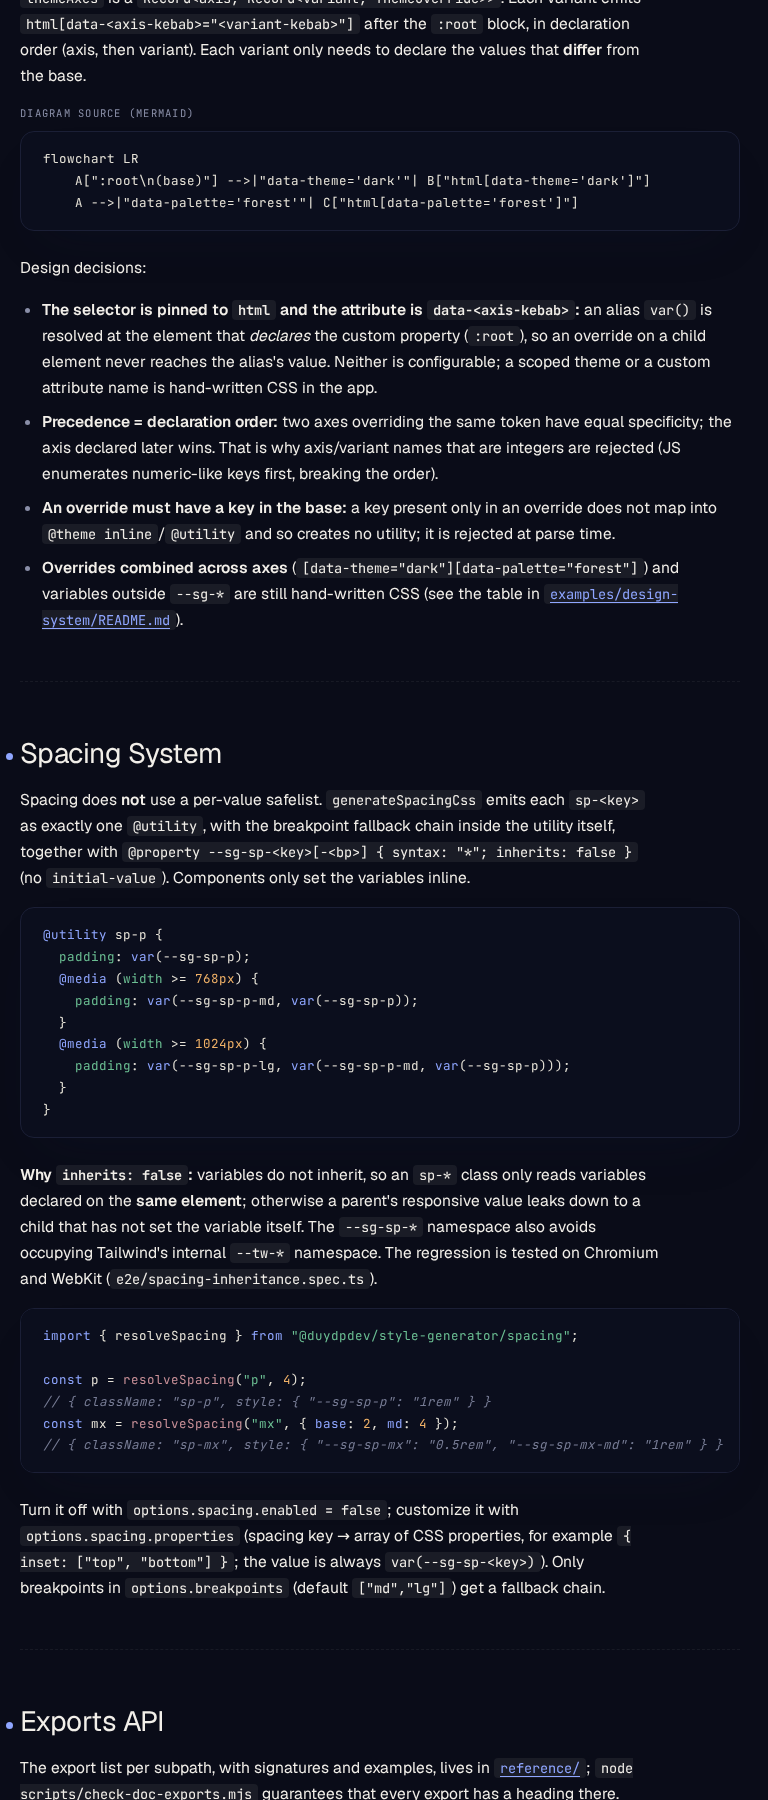 html[data-<axis-kebab>="<variant-kebab>"] after the :root block, in declaration
order (axis, then variant). Each variant only needs to declare the values that differ from
the base.
DIAGRAM SOURCE (MERMAID)
flowchart LR
    A[":root\n(base)"] -->|"data-theme='dark'"| B["html[data-theme='dark']"]
    A -->|"data-palette='forest'"| C["html[data-palette='forest']"]
Design decisions:
• The selector is pinned to html and the attribute is data-<axis-kebab>: an alias var() is
resolved at the element that declares the custom property (:root), so an override on a child
element never reaches the alias's value. Neither is configurable; a scoped theme or a custom
attribute name is hand-written CSS in the app.
• Precedence = declaration order: two axes overriding the same token have equal specificity; the
axis declared later wins. That is why axis/variant names that are integers are rejected (JS
enumerates numeric-like keys first, breaking the order).
• An override must have a key in the base: a key present only in an override does not map into
@theme inline/@utility and so creates no utility; it is rejected at parse time.
• Overrides combined across axes ([data-theme="dark"][data-palette="forest"]) and
variables outside --sg-* are still hand-written CSS (see the table in examples/design-
system/README.md).
Spacing System
Spacing does not use a per-value safelist. generateSpacingCss emits each sp-<key>
as exactly one @utility, with the breakpoint fallback chain inside the utility itself,
together with @property --sg-sp-<key>[-<bp>] { syntax: "*"; inherits: false }
(no initial-value). Components only set the variables inline.
@utility sp-p {
  padding: var(--sg-sp-p);
  @media (width >= 768px) {
    padding: var(--sg-sp-p-md, var(--sg-sp-p));
  }
  @media (width >= 1024px) {
    padding: var(--sg-sp-p-lg, var(--sg-sp-p-md, var(--sg-sp-p)));
  }
}
Why inherits: false: variables do not inherit, so an sp-* class only reads variables
declared on the same element; otherwise a parent's responsive value leaks down to a
child that has not set the variable itself. The --sg-sp-* namespace also avoids
occupying Tailwind's internal --tw-* namespace. The regression is tested on Chromium
and WebKit (e2e/spacing-inheritance.spec.ts).
import { resolveSpacing } from "@duydpdev/style-generator/spacing";
const p = resolveSpacing("p", 4);
// { className: "sp-p", style: { "--sg-sp-p": "1rem" } }
const mx = resolveSpacing("mx", { base: 2, md: 4 });
// { className: "sp-mx", style: { "--sg-sp-mx": "0.5rem", "--sg-sp-mx-md": "1rem" } }
Turn it off with options.spacing.enabled = false; customize it with
options.spacing.properties (spacing key → array of CSS properties, for example {
inset: ["top", "bottom"] }; the value is always var(--sg-sp-<key>)). Only
breakpoints in options.breakpoints (default ["md","lg"]) get a fallback chain.
Exports API
The export list per subpath, with signatures and examples, lives in reference/; node
scripts/check-doc-exports.mjs guarantees that every export has a heading there.